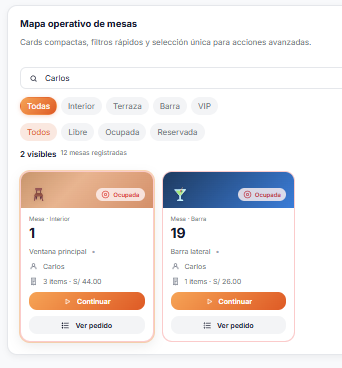 Mapa operativo de mesas
Cards compactas, filtros rápidos y selección única para acciones avanzadas.
Carlos
Todas Interior Terraza Barra VIP
Todos Libre Ocupada Reservada
2 visibles 12 mesas registradas
Ocupada
Mesa · Interior
1
Ventana principal •
Carlos
3 items · S/ 44.00
Continuar
Ver pedido
Ocupada
Mesa · Barra
19
Barra lateral •
Carlos
1 items · S/ 26.00
Continuar
Ver pedido